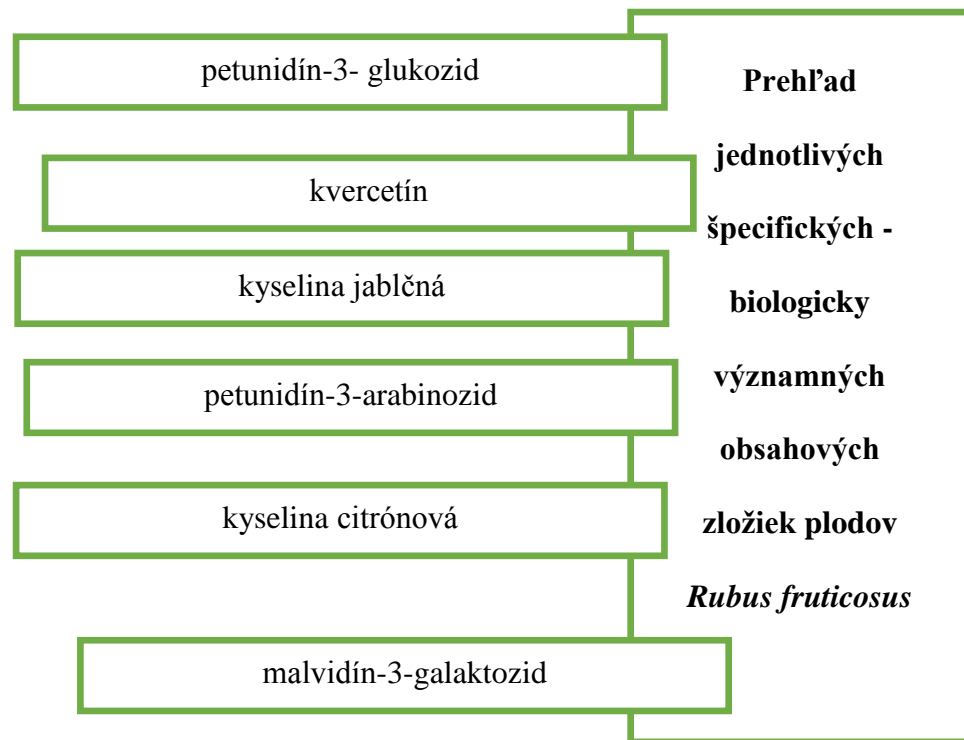 petunidín-3- glukozid
kvercetín
kyselina jablčná
petunidín-3-arabinozid
kyselina citrónová
malvidín-3-galaktozid
Prehľad
jednotlivých
špecifických -
biologicky
významných
obsahových
zložiek plodov
Rubus fruticosus